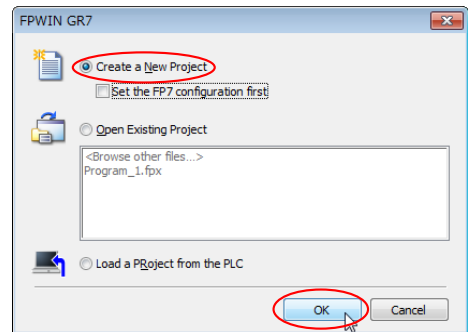 FPWIN GR7
Create a New Project
Set the FP7 configuration first
Open Existing Project
<Browse other files...>
Program_1.fpx
Load a PRoject from the PLC
OK Cancel